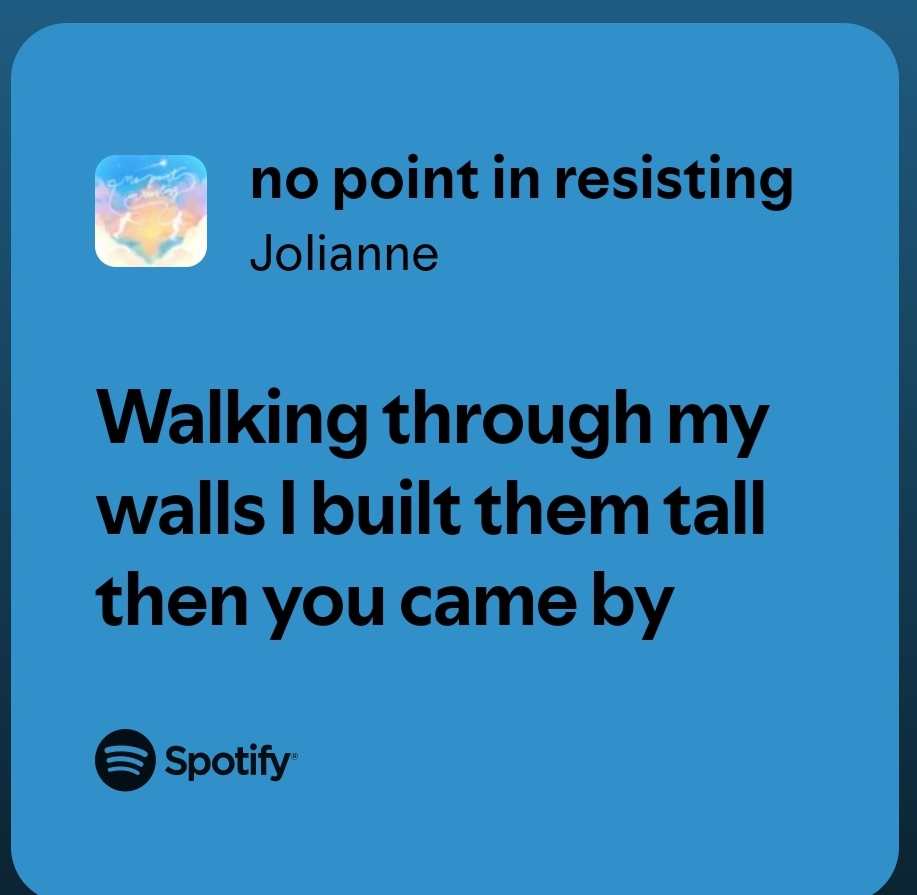 no point in resisting
Jolianne
Walking through my
walls I built them tall
then you came by
Spotify®